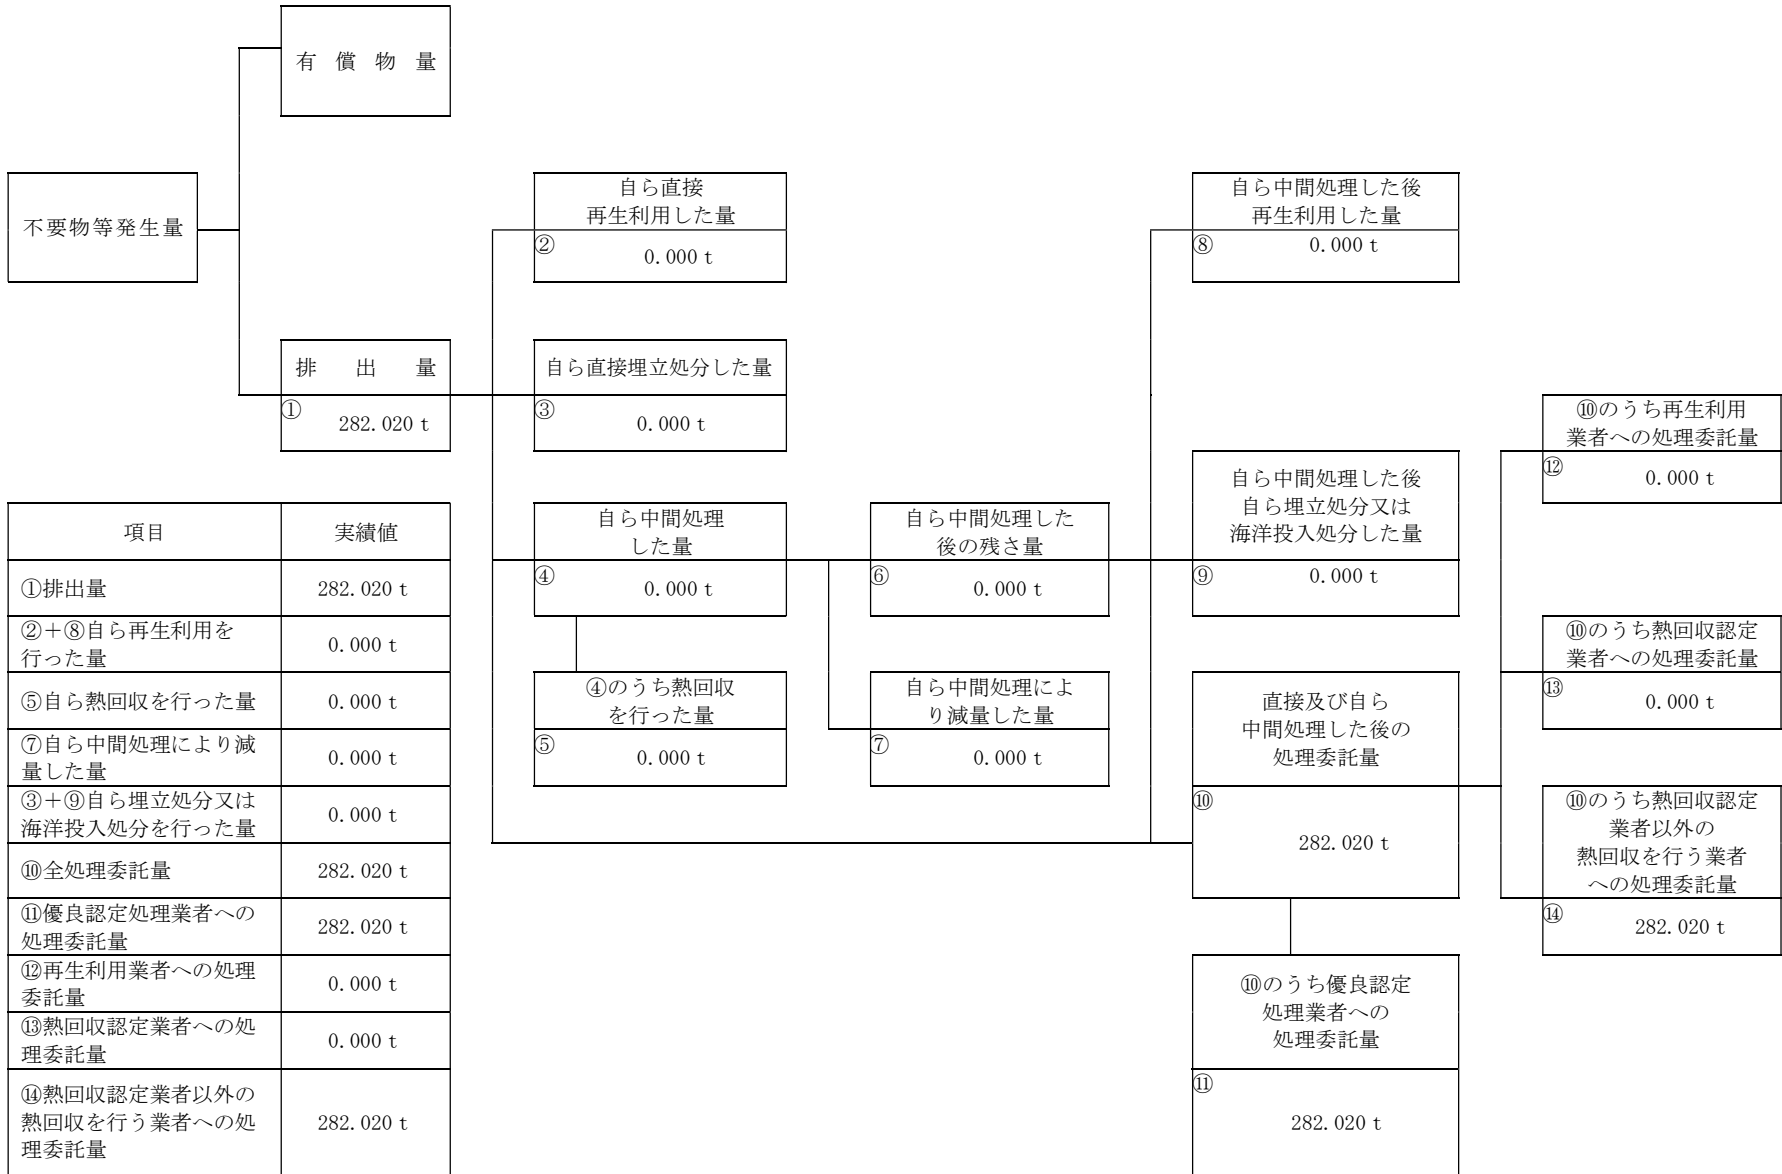 有償物量
不要物等発生量
自ら直接
再生利用した量
② 0.000 t
自ら中間処理した後
再生利用した量
⑧ 0.000 t
排出量
① 282.020 t
自ら直接埋立処分した量
③ 0.000 t
⑩のうち再生利用
業者への処理委託量
⑫ 0.000 t
自ら中間処理
した量
④ 0.000 t
自ら中間処理した
後の残さ量
⑥ 0.000 t
自ら中間処理した後
自ら埋立処分又は
海洋投入処分した量
⑨ 0.000 t
⑩のうち熱回収認定
業者への処理委託量
⑬ 0.000 t
④のうち熱回収
を行った量
⑤ 0.000 t
自ら中間処理によ
り減量した量
⑦ 0.000 t
直接及び自ら
中間処理した後の
処理委託量
⑩
282.020 t
⑩のうち熱回収認定
業者以外の
熱回収を行う業者
への処理委託量
⑭ 282.020 t
⑩のうち優良認定
処理業者への
処理委託量
⑪
282.020 t
項目 実績値
①排出量 282.020 t
②＋⑧自ら再生利用を
行った量 0.000 t
⑤自ら熱回収を行った量 0.000 t
⑦自ら中間処理により減
量した量 0.000 t
③＋⑨自ら埋立処分又は
海洋投入処分を行った量 0.000 t
⑩全処理委託量 282.020 t
⑪優良認定処理業者への
処理委託量 282.020 t
⑫再生利用業者への処理
委託量 0.000 t
⑬熱回収認定業者への処
理委託量 0.000 t
⑭熱回収認定業者以外の
熱回収を行う業者への処 282.020 t
理委託量